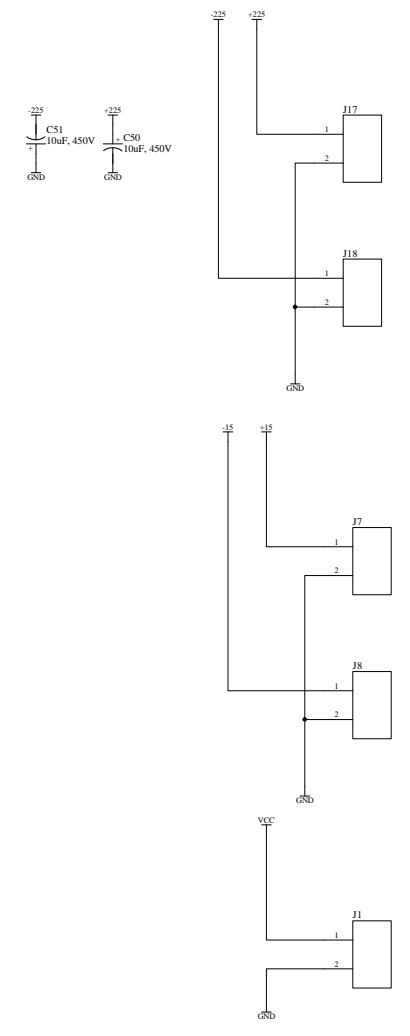 -225 +225
J17
1
2
-225 +225
C51
10uF, 450V
+
+ C50
10uF, 450V
GND GND
J18
1
2
GND
-15 +15
J7
1
2
J8
1
2
GND
VCC
J1
1
2
GND